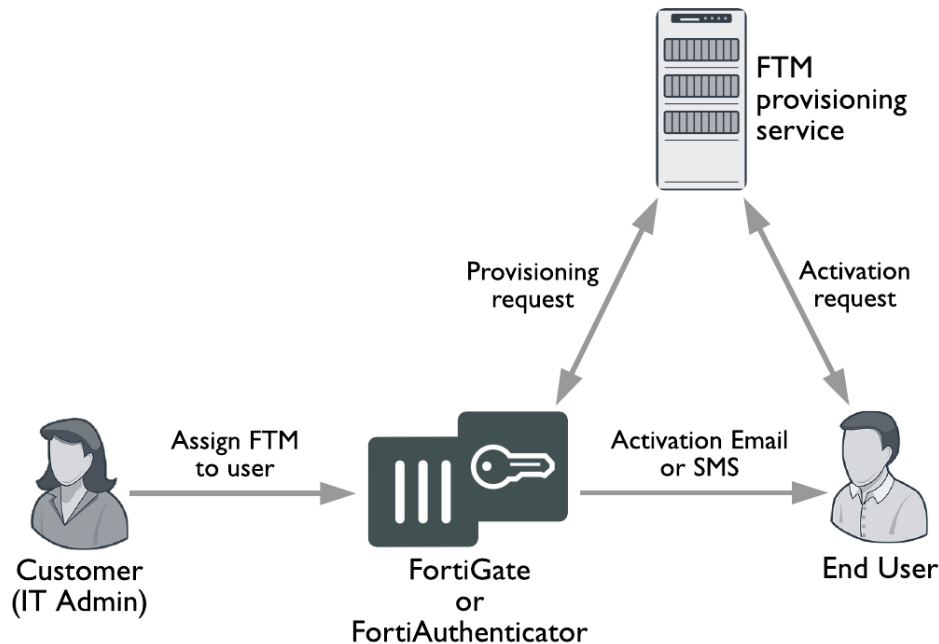 FTM
provisioning
service
Provisioning
request
Activation
request
Assign FTM
to user
Activation Email
or SMS
Customer
(IT Admin)
FortiGate
or
FortiAuthenticator
End User